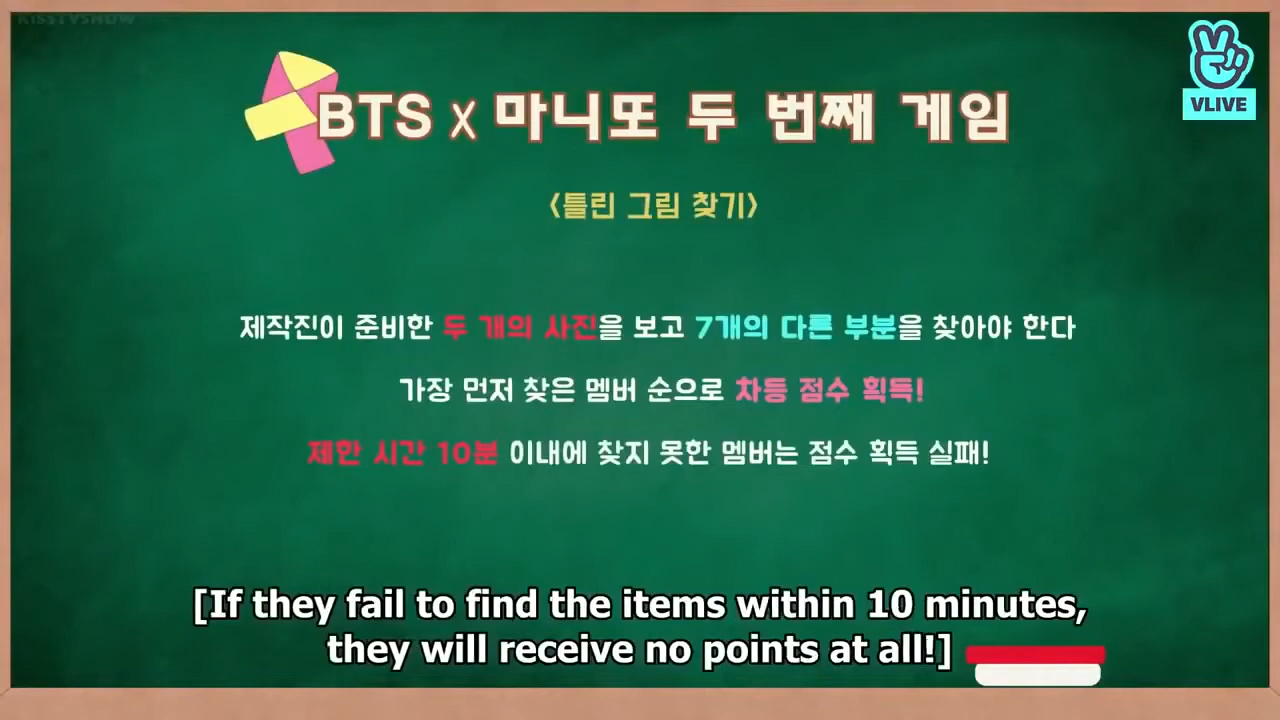 KISSTVSHOW
VLIVE
BTS x 마니또 두 번째 게임
<틀린 그림 찾기>
제작진이 준비한 두 개의 사진을 보고 7개의 다른 부분을 찾아야 한다
가장 먼저 찾은 멤버 순으로 차등 점수 획득!
제한 시간 10분 이내에 찾지 못한 멤버는 점수 획득 실패!
[If they fail to find the items within 10 minutes,
they will receive no points at all!]